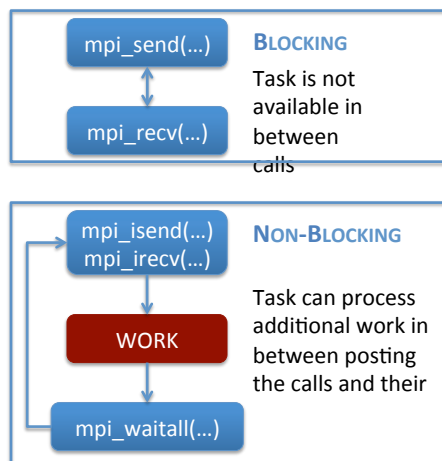 mpi_send(…)
mpi_recv(…)
BLOCKING
Task is not
available in
between
calls
mpi_isend(…)
mpi_irecv(…)
WORK
mpi_waitall(…)
NON-BLOCKING
Task can process
additional work in
between posting
the calls and their